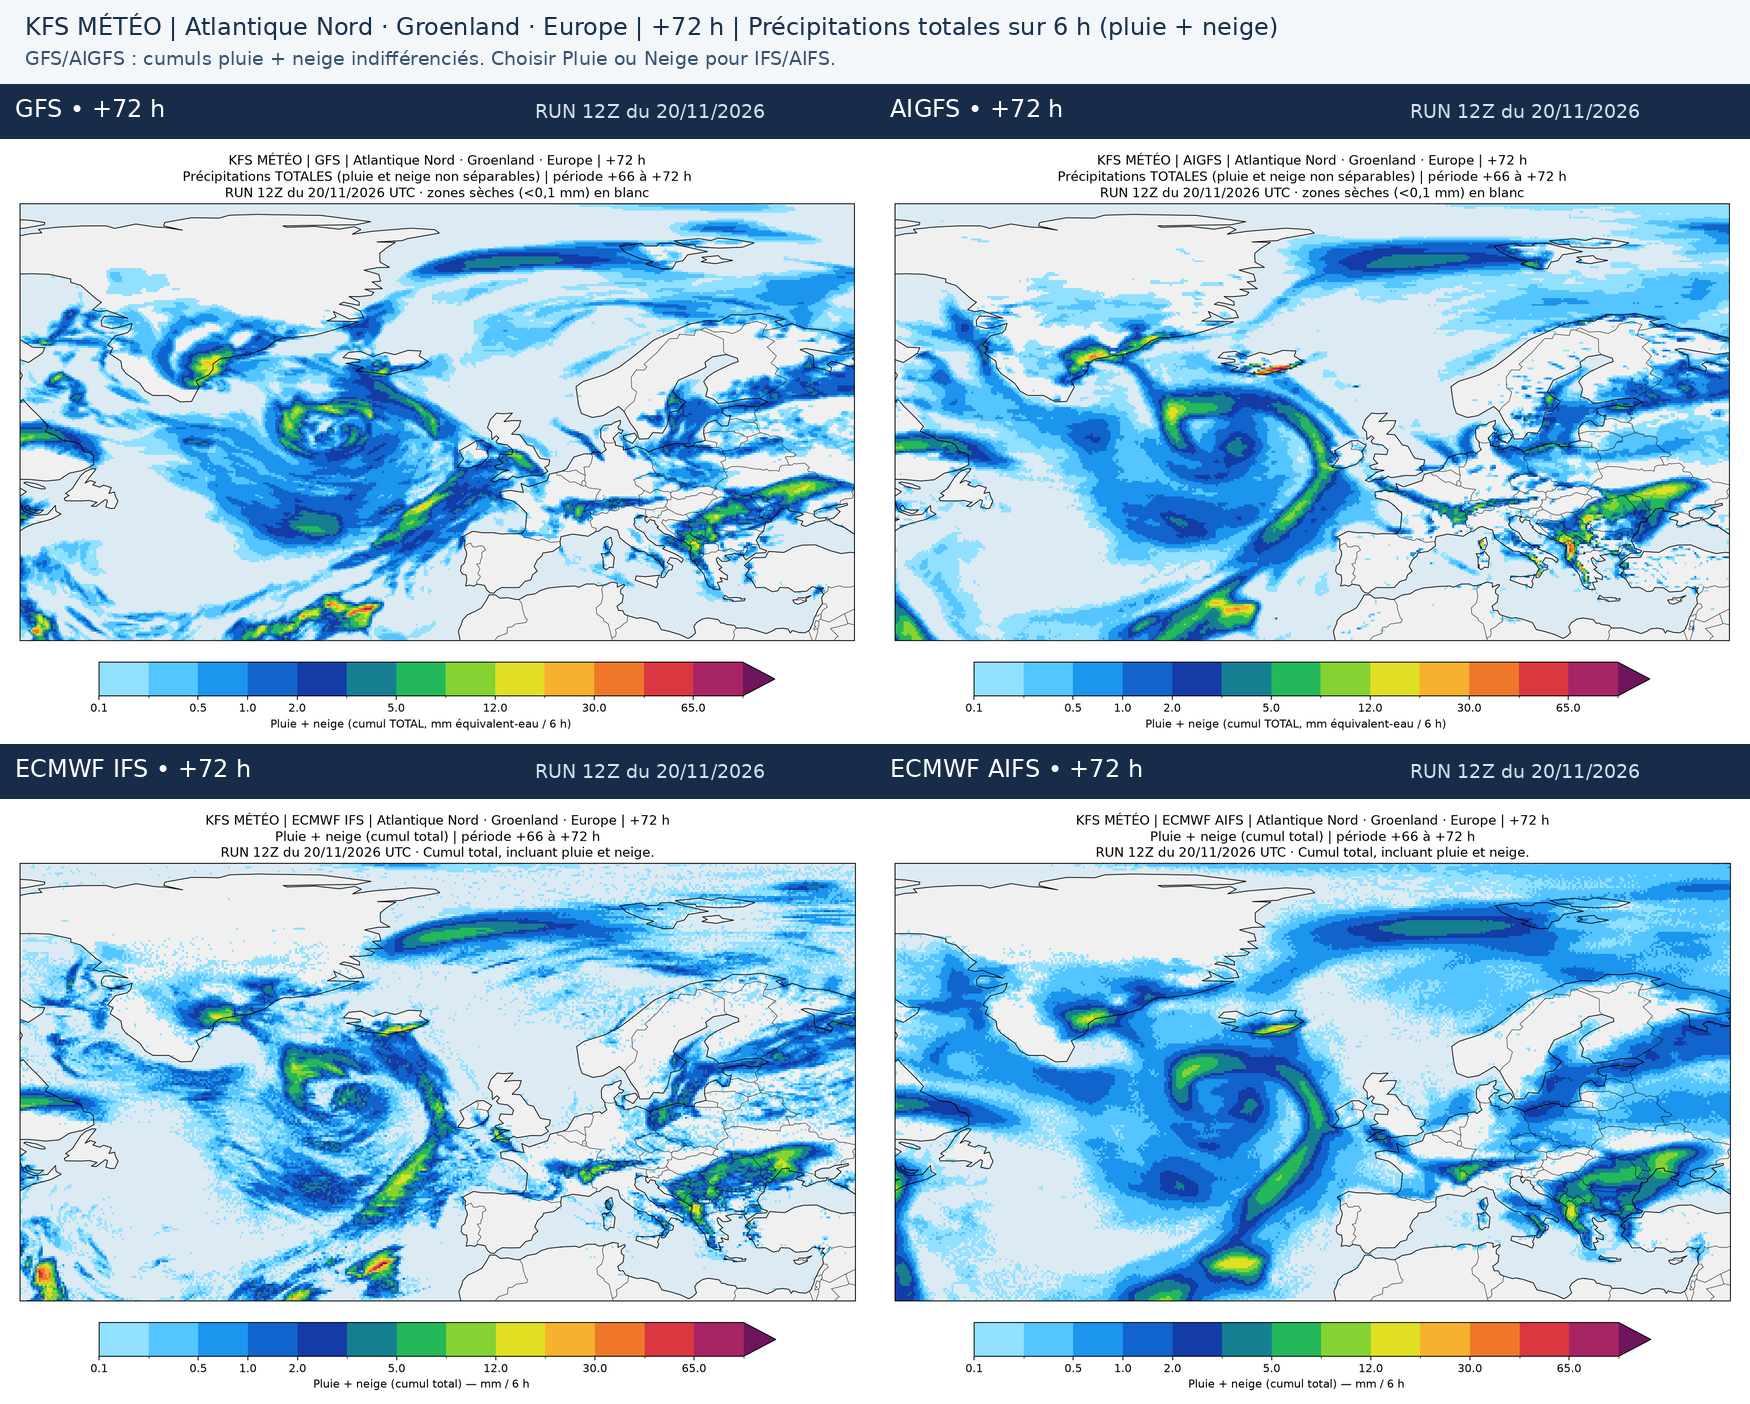 KFS MÉTÉO | Atlantique Nord · Groenland · Europe | +72 h | Précipitations totales sur 6 h (pluie + neige)
GFS/AIGFS : cumuls pluie + neige indifférenciés. Choisir Pluie ou Neige pour IFS/AIFS.
GFS • +72 h
RUN 12Z du 20/11/2026
AIGFS • +72 h
RUN 12Z du 20/11/2026
KFS MÉTÉO | GFS | Atlantique Nord · Groenland · Europe | +72 h
Précipitations TOTALES (pluie et neige non séparables) | période +66 à +72 h
RUN 12Z du 20/11/2026 UTC · zones sèches (<0,1 mm) en blanc
KFS MÉTÉO | AIGFS | Atlantique Nord · Groenland · Europe | +72 h
Précipitations TOTALES (pluie et neige non séparables) | période +66 à +72 h
RUN 12Z du 20/11/2026 UTC · zones sèches (<0,1 mm) en blanc
0.1 0.5 1.0 2.0 5.0 12.0 30.0 65.0
Pluie + neige (cumul TOTAL, mm équivalent-eau / 6 h)
0.1 0.5 1.0 2.0 5.0 12.0 30.0 65.0
Pluie + neige (cumul TOTAL, mm équivalent-eau / 6 h)
ECMWF IFS • +72 h
RUN 12Z du 20/11/2026
ECMWF AIFS • +72 h
RUN 12Z du 20/11/2026
KFS MÉTÉO | ECMWF IFS | Atlantique Nord · Groenland · Europe | +72 h
Pluie + neige (cumul total) | période +66 à +72 h
RUN 12Z du 20/11/2026 UTC · Cumul total, incluant pluie et neige.
KFS MÉTÉO | ECMWF AIFS | Atlantique Nord · Groenland · Europe | +72 h
Pluie + neige (cumul total) | période +66 à +72 h
RUN 12Z du 20/11/2026 UTC · Cumul total, incluant pluie et neige.
0.1 0.5 1.0 2.0 5.0 12.0 30.0 65.0
Pluie + neige (cumul total) — mm / 6 h
0.1 0.5 1.0 2.0 5.0 12.0 30.0 65.0
Pluie + neige (cumul total) — mm / 6 h